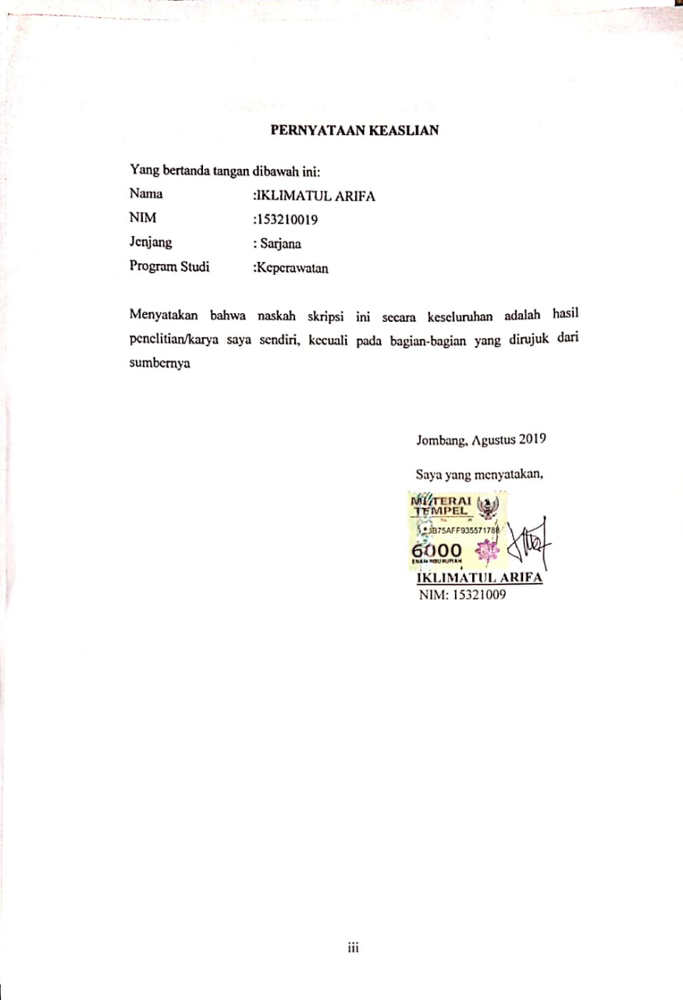 PERNYATAAN KEASLIAN
Yang bertanda tangan dibawah ini:
Nama :IKLIMATUL ARIFA
NIM :153210019
Jenjang : Sarjana
Program Studi :Keperawatan
Menyatakan bahwa naskah skripsi ini secara keseluruhan adalah hasil
penelitian/karya saya sendiri, kecuali pada bagian-bagian yang dirujuk dari
sumbernya
Jombang, Agustus 2019
Saya yang menyatakan,
METERAI
TEMPEL
3B75AFF935571788
6000
ENAM RIBU RUPIAH
IKLIMATUL ARIFA
NIM: 15321009
iii